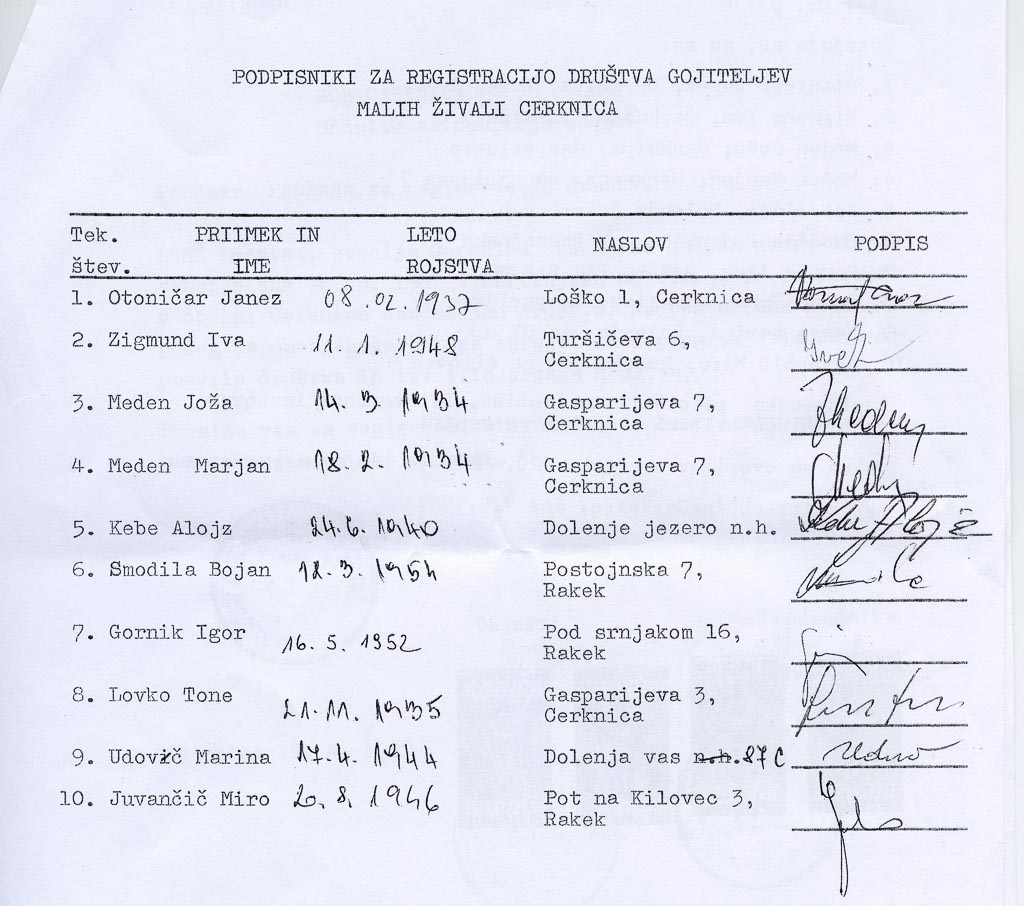 PODPISNIKI ZA REGISTRACIJO DRUŠTVA GOJITELJEV
MALIH ŽIVALI CERKNICA
Tek. PRIIMEK IN LETO NASLOV PODPIS
štev. IME ROJSTVA
1. Otoničar Janez 08.02.1937 Loško 1, Cerknica
2. Zigmund Iva 11.1.1948 Turšičeva 6,
Cerknica
3. Meden Joža 14.3.1934 Gasparijeva 7,
Cerknica
4. Meden Marjan 18.2.1934 Gasparijeva 7,
Cerknica
5. Kebe Alojz 24.6.1940 Dolenje jezero n.h.
6. Smodila Bojan 12.3.1954 Postojnska 7,
Rakek
7. Gornik Igor 16.5.1952 Pod srnjakom 16,
Rakek
8. Lovko Tone 21.11.1935 Gasparijeva 3,
Cerknica
9. Udovič Marina 17.4.1944 Dolenja vas n.h. 87C
10. Juvančič Miro 20.8.1946 Pot na Kilovec 3,
Rakek